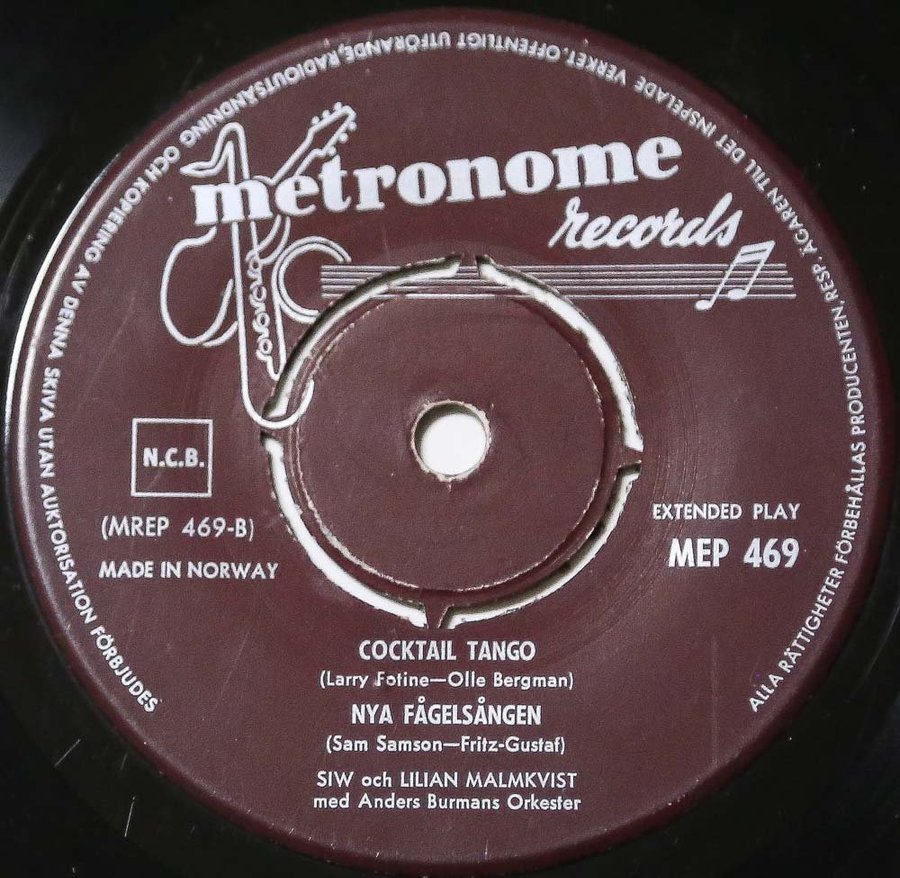 ALLA RÄTTIGHETER FÖRBEHÅLLAS PRODUCENTEN, RESP. ÄGAREN TILL DET INSPELADE VERKET. OFFENTLIGT UTFÖRANDE, RADIOUTSÄNDNING OCH KOPIERING AV DENNA SKIVA UTAN AUKTORISATION FÖRBJUDES
metronome
records
N.C.B.
(MREP 469-B)
MADE IN NORWAY
EXTENDED PLAY
MEP 469
COCKTAIL TANGO
(Larry Fotine—Olle Bergman)
NYA FÅGELSÅNGEN
(Sam Samson—Fritz-Gustaf)
SIW och LILIAN MALMKVIST
med Anders Burmans Orkester